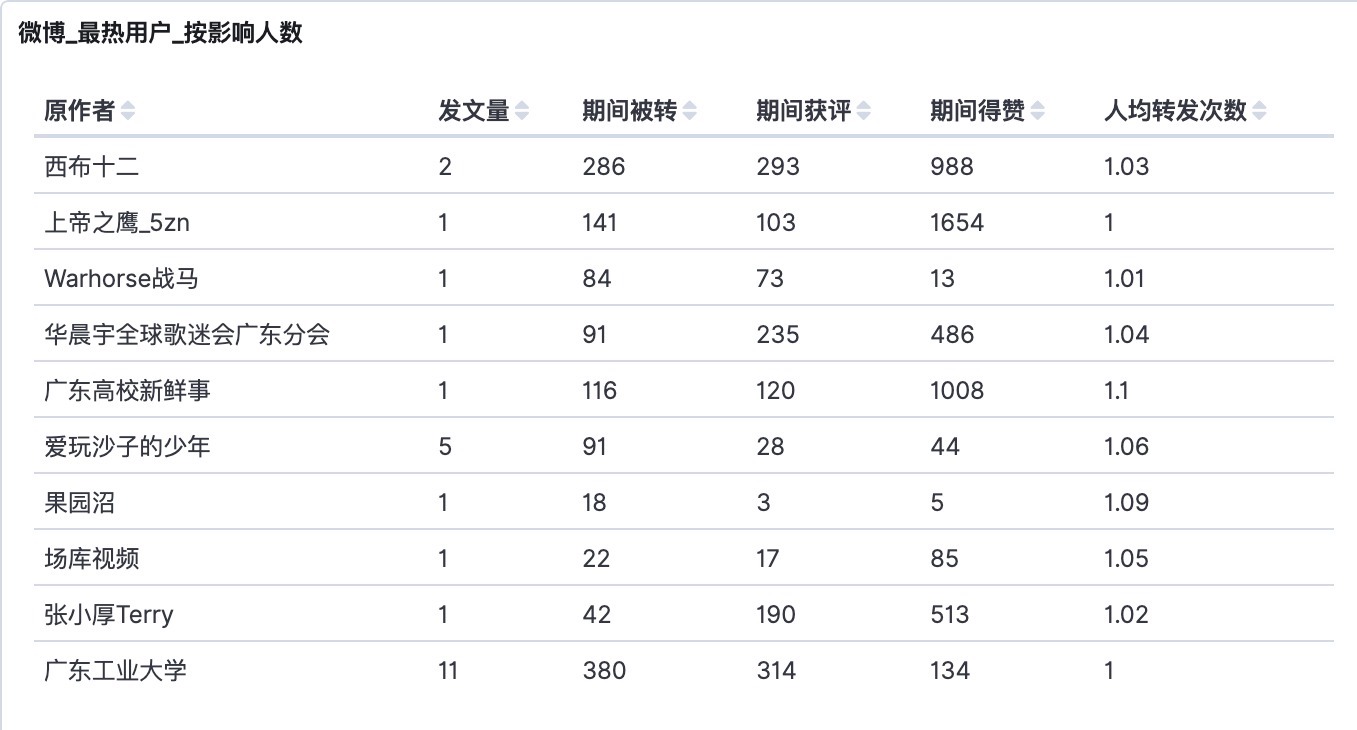 微博_最热用户_按影响人数
原作者 发文量 期间被转 期间获评 期间得赞 人均转发次数
西布十二 2 286 293 988 1.03
上帝之鹰_5zn 1 141 103 1654 1
Warhorse战马 1 84 73 13 1.01
华晨宇全球歌迷会广东分会 1 91 235 486 1.04
广东高校新鲜事 1 116 120 1008 1.1
爱玩沙子的少年 5 91 28 44 1.06
果园沼 1 18 3 5 1.09
场库视频 1 22 17 85 1.05
张小厚Terry 1 42 190 513 1.02
广东工业大学 11 380 314 134 1